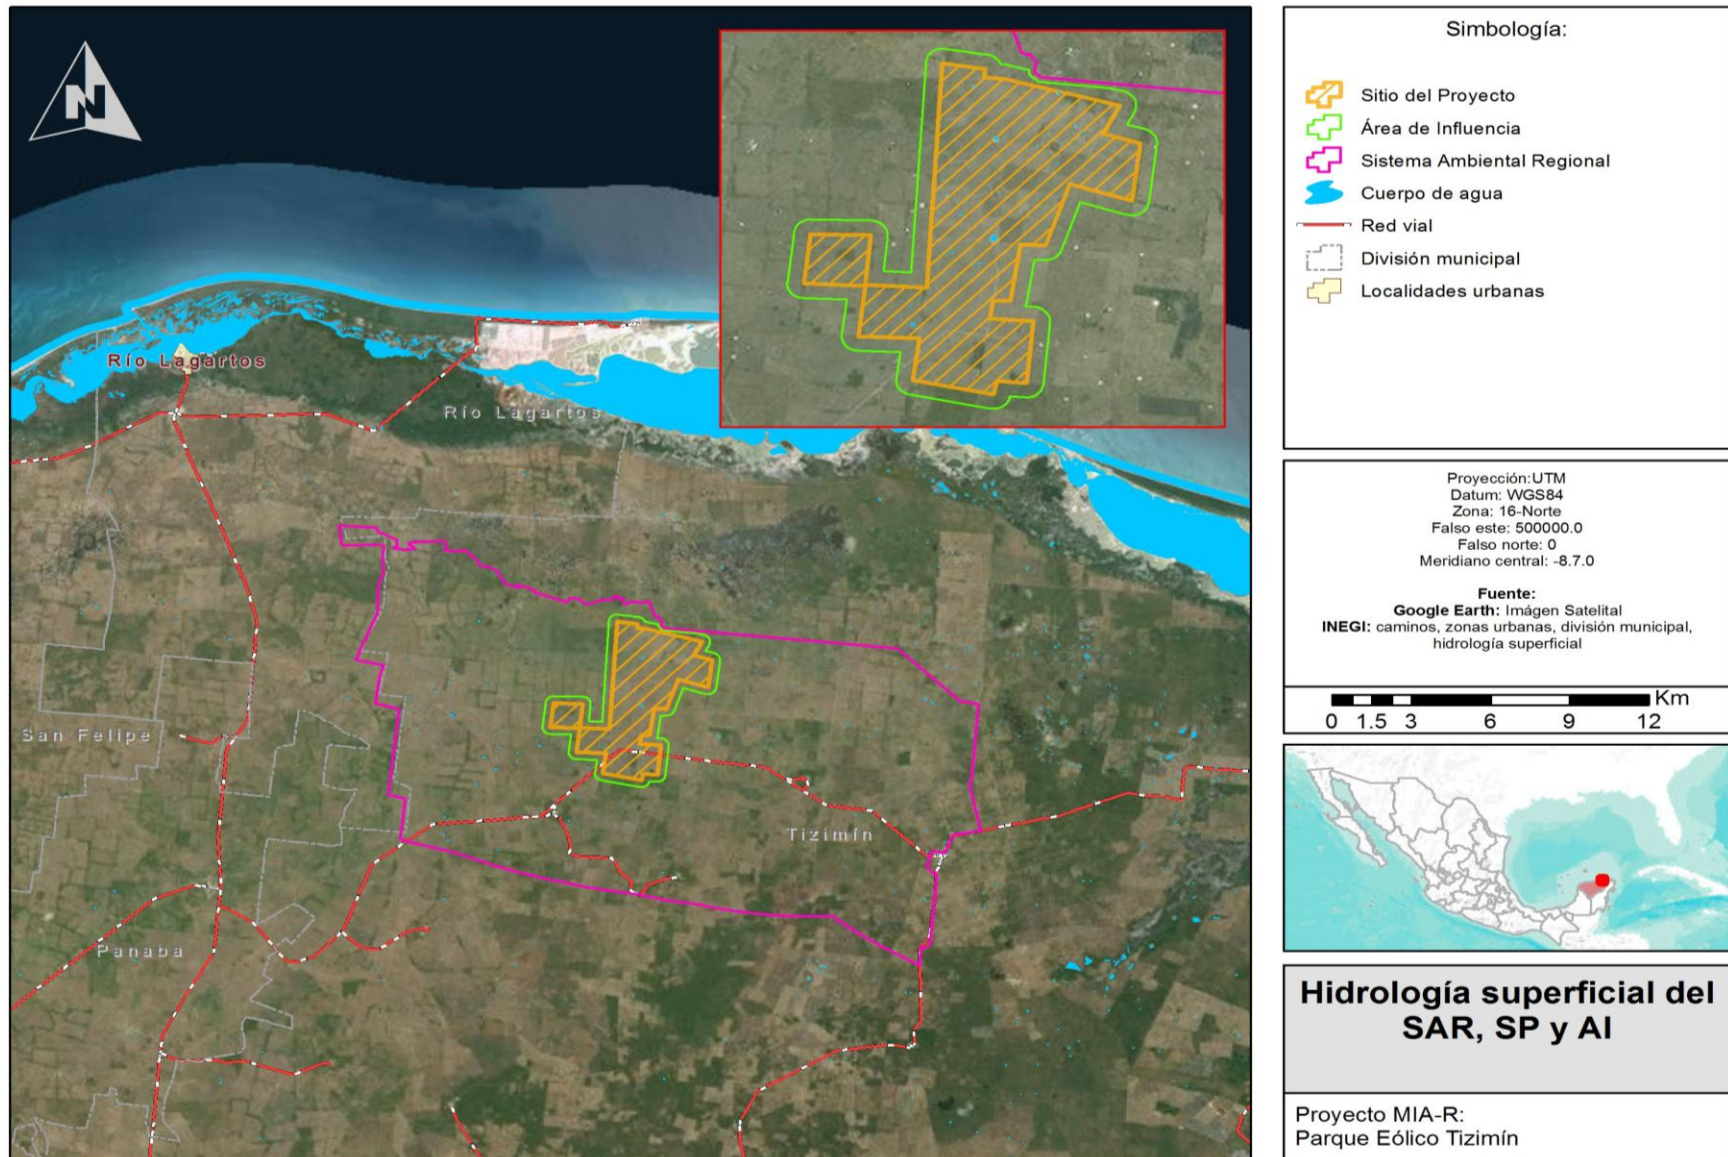 N
Río Lagartos
Río Lagartos
San Felipe
Tizimín
Panaba
Simbología:
Sitio del Proyecto
Área de Influencia
Sistema Ambiental Regional
Cuerpo de agua
Red vial
División municipal
Localidades urbanas
Proyección:UTM
Datum: WGS84
Zona: 16-Norte
Falso este: 500000.0
Falso norte: 0
Meridiano central: -8.7.0
Fuente:
Google Earth: Imágen Satelital
INEGI: caminos, zonas urbanas, división municipal,
hidrología superficial
Km
0 1.5 3 6 9 12
Hidrología superficial del
SAR, SP y AI
Proyecto MIA-R:
Parque Eólico Tizimín